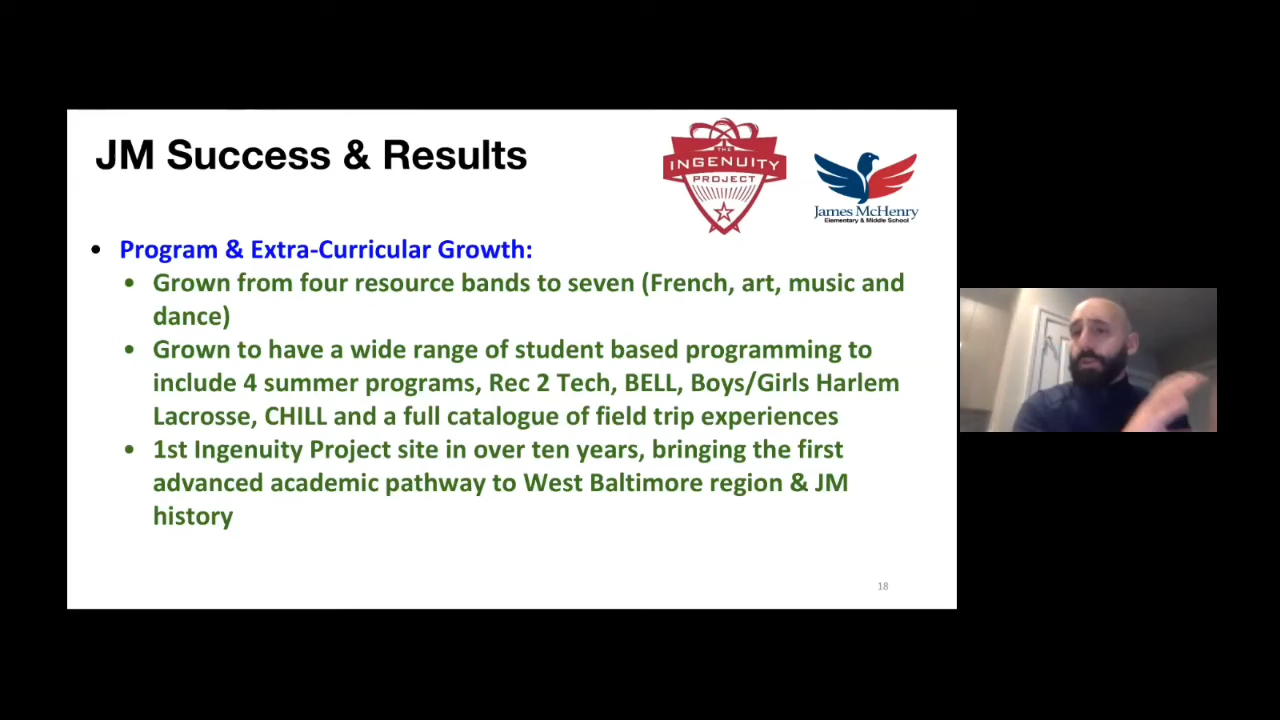 JM Success & Results
THE
INGENUITY
PROJECT
James McHenry
Elementary & Middle School
• Program & Extra-Curricular Growth:
• Grown from four resource bands to seven (French, art, music and
dance)
• Grown to have a wide range of student based programming to
include 4 summer programs, Rec 2 Tech, BELL, Boys/Girls Harlem
Lacrosse, CHILL and a full catalogue of field trip experiences
• 1st Ingenuity Project site in over ten years, bringing the first
advanced academic pathway to West Baltimore region & JM
history
18